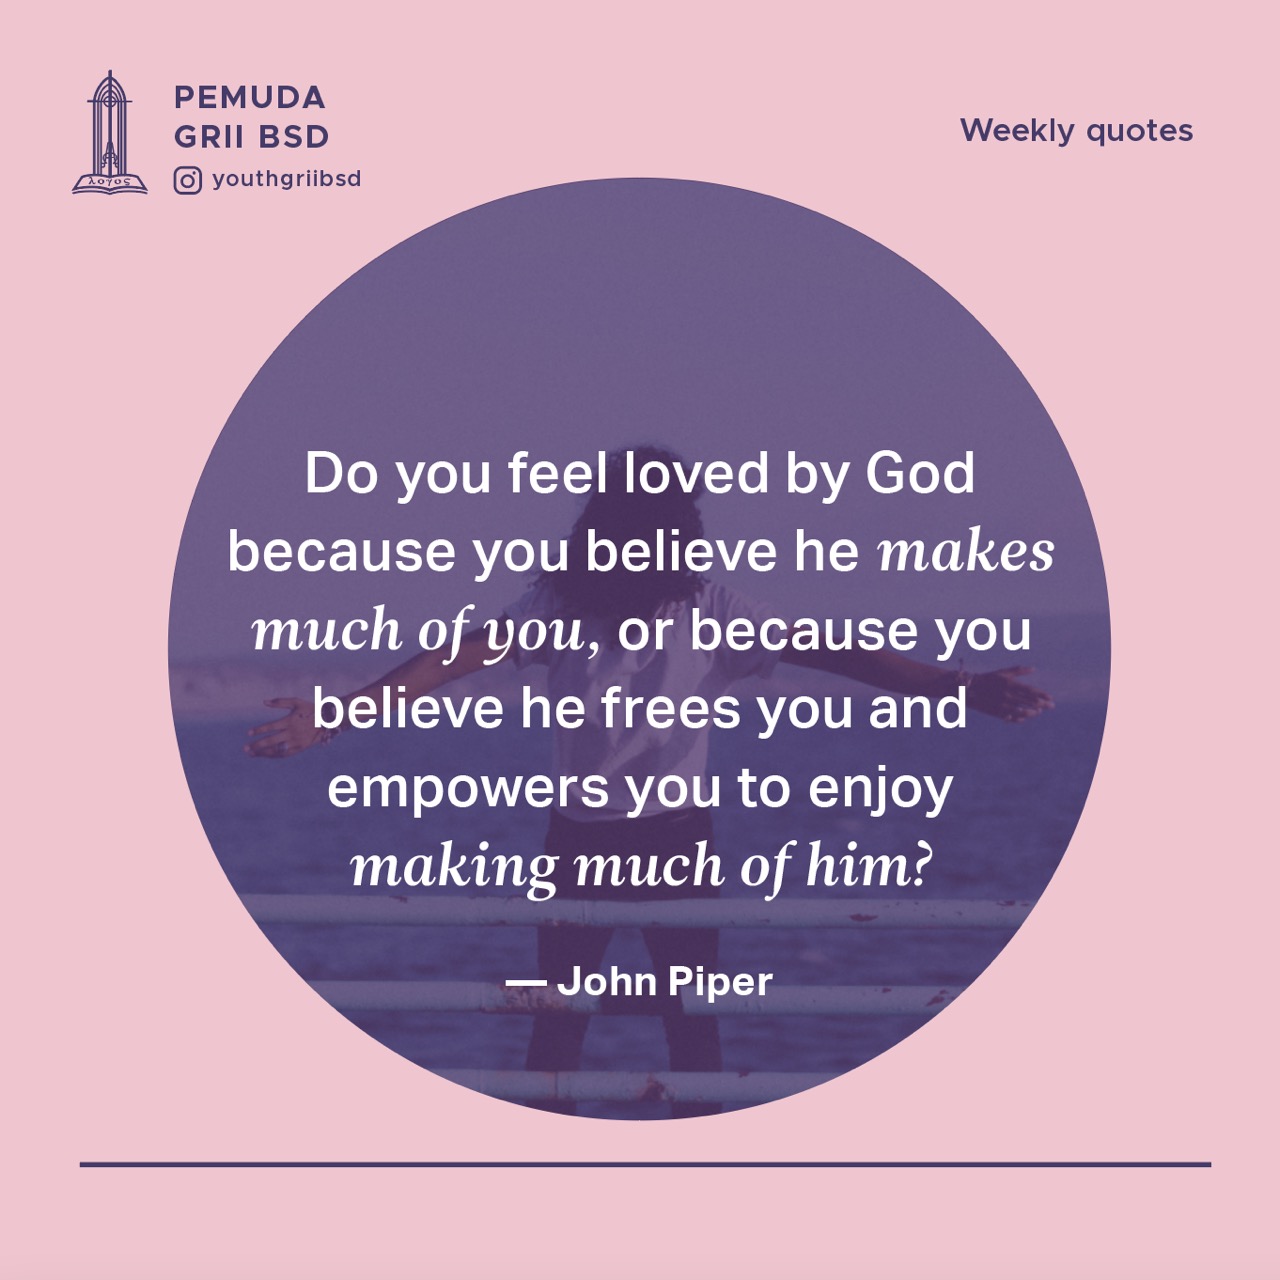 PEMUDA
GRII BSD
youthgriibsd
λογος
Weekly quotes
Do you feel loved by God
because you believe he makes
much of you, or because you
believe he frees you and
empowers you to enjoy
making much of him?
— John Piper